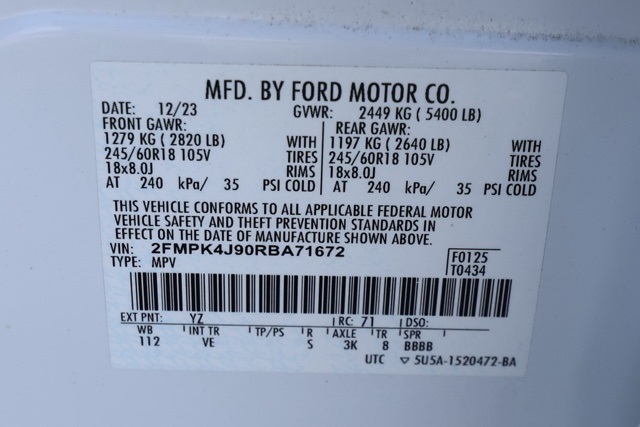 MFD. BY FORD MOTOR CO.
DATE: 12/23 GVWR: 2449 KG ( 5400 LB)
FRONT GAWR: REAR GAWR:
1279 KG ( 2820 LB) WITH 1197 KG ( 2640 LB) WITH
245/60R18 105V TIRES 245/60R18 105V TIRES
18x8.0J RIMS 18x8.0J RIMS
AT 240 kPa/ 35 PSI COLD AT 240 kPa/ 35 PSI COLD
THIS VEHICLE CONFORMS TO ALL APPLICABLE FEDERAL MOTOR
VEHICLE SAFETY AND THEFT PREVENTION STANDARDS IN
EFFECT ON THE DATE OF MANUFACTURE SHOWN ABOVE.
VIN: 2FMPK4J90RBA71672 F0125
TYPE: MPV T0434
EXT PNT: YZ RC: 71 DSO:
WB INT TR TP/PS R AXLE TR SPR
112 VE S 3K 8 BBBB
UTC ▽ 5U5A-1520472-BA